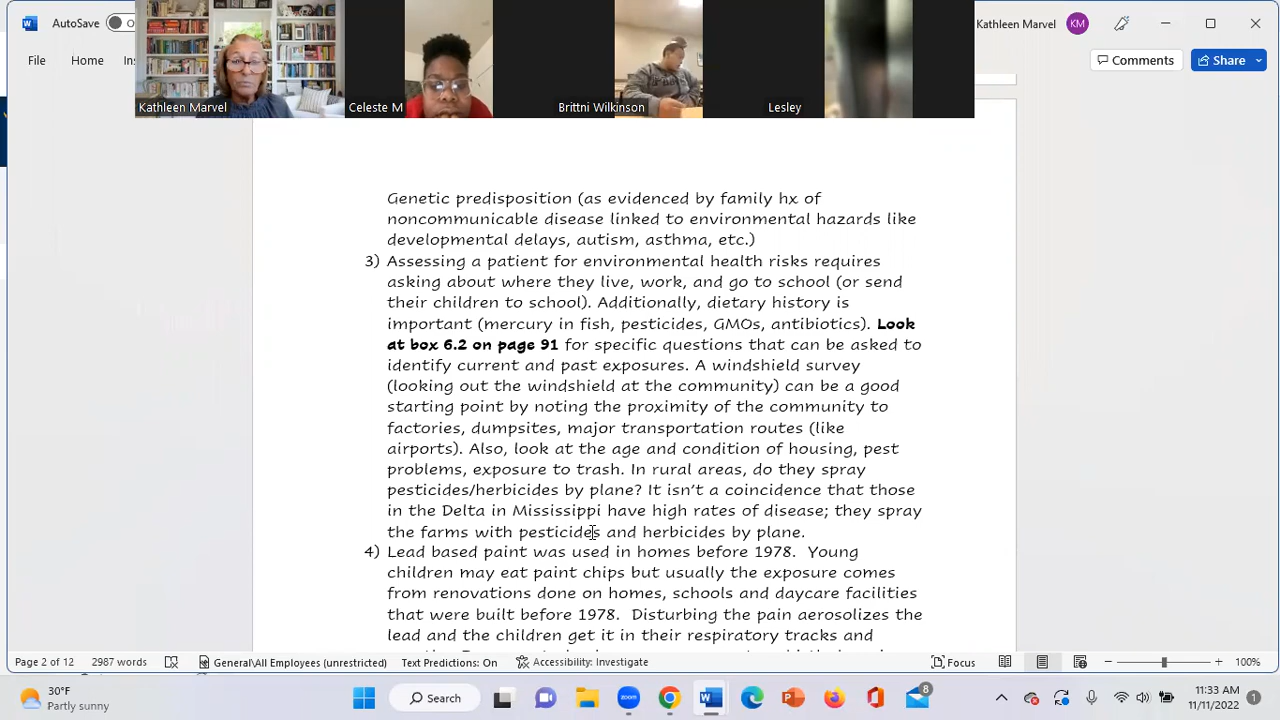 AutoSave
Kathleen Marvel KM
File Home Ins
Comments Share
Kathleen Marvel Celeste M Brittni Wilkinson Lesley
Genetic predisposition (as evidenced by family hx of
noncommunicable disease linked to environmental hazards like
developmental delays, autism, asthma, etc.)
3) Assessing a patient for environmental health risks requires
asking about where they live, work, and go to school (or send
their children to school). Additionally, dietary history is
important (mercury in fish, pesticides, GMOs, antibiotics). Look
at box 6.2 on page 91 for specific questions that can be asked to
identify current and past exposures. A windshield survey
(looking out the windshield at the community) can be a good
starting point by noting the proximity of the community to
factories, dumpsites, major transportation routes (like
airports). Also, look at the age and condition of housing, pest
problems, exposure to trash. In rural areas, do they spray
pesticides/herbicides by plane? It isn't a coincidence that those
in the Delta in Mississippi have high rates of disease; they spray
the farms with pesticides and herbicides by plane.
4) Lead based paint was used in homes before 1978. Young
children may eat paint chips but usually the exposure comes
from renovations done on homes, schools and daycare facilities
that were built before 1978. Disturbing the pain aerosolizes the
lead and the children get it in their respiratory tracks and
Page 2 of 12 2987 words General\All Employees (unrestricted) Text Predictions: On Accessibility: Investigate Focus 100%
30°F
Partly sunny
Search
zoom
8
11:33 AM
11/11/2022
1